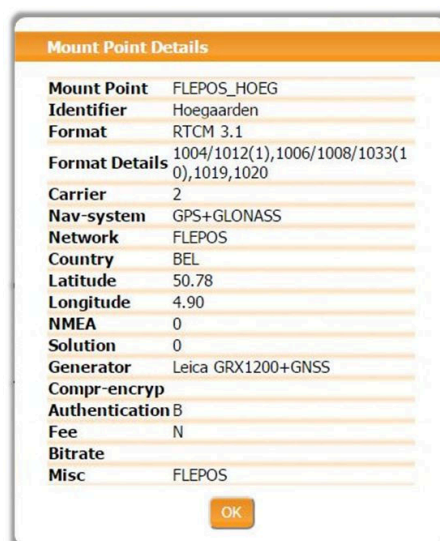 Mount Point Details
Mount Point FLEPOS_HOEG
Identifier Hoegaarden
Format RTCM 3.1
Format Details 1004/1012(1),1006/1008/1033(1
0),1019,1020
Carrier 2
Nav-system GPS+GLONASS
Network FLEPOS
Country BEL
Latitude 50.78
Longitude 4.90
NMEA 0
Solution 0
Generator Leica GRX1200+GNSS
Compr-encryp
Authentication B
Fee N
Bitrate
Misc FLEPOS
OK